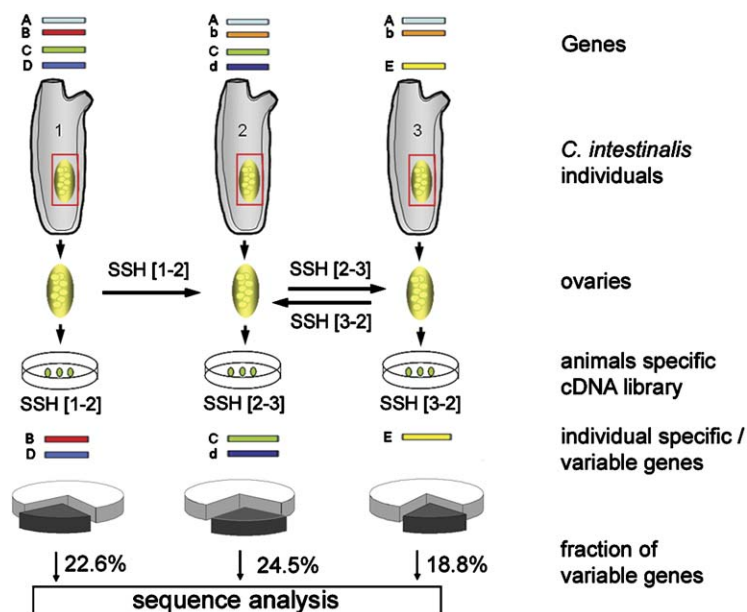 A A A
B b b Genes
C C
D d E
1 2 3
C. intestinalis
individuals
SSH [1-2] SSH [2-3]
SSH [3-2]
ovaries
animals specific
cDNA library
SSH [1-2] SSH [2-3] SSH [3-2]
B C E individual specific /
D d variable genes
22.6% 24.5% 18.8% fraction of
variable genes
sequence analysis